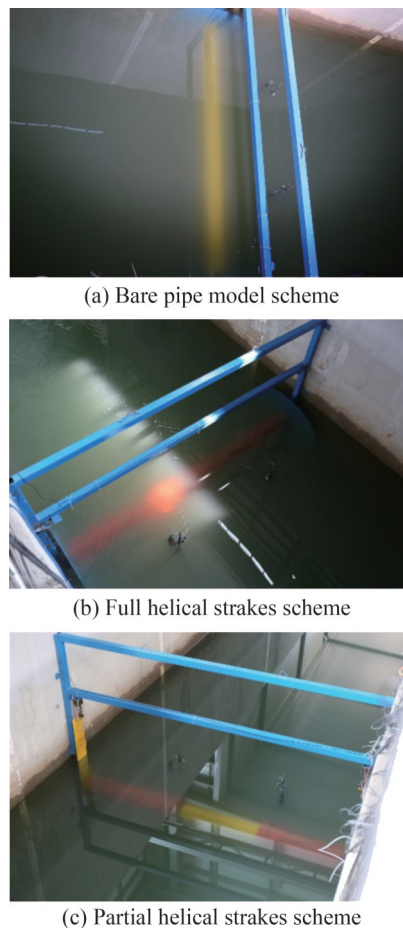 (a) Bare pipe model scheme
(b) Full helical strakes scheme
(c) Partial helical strakes scheme